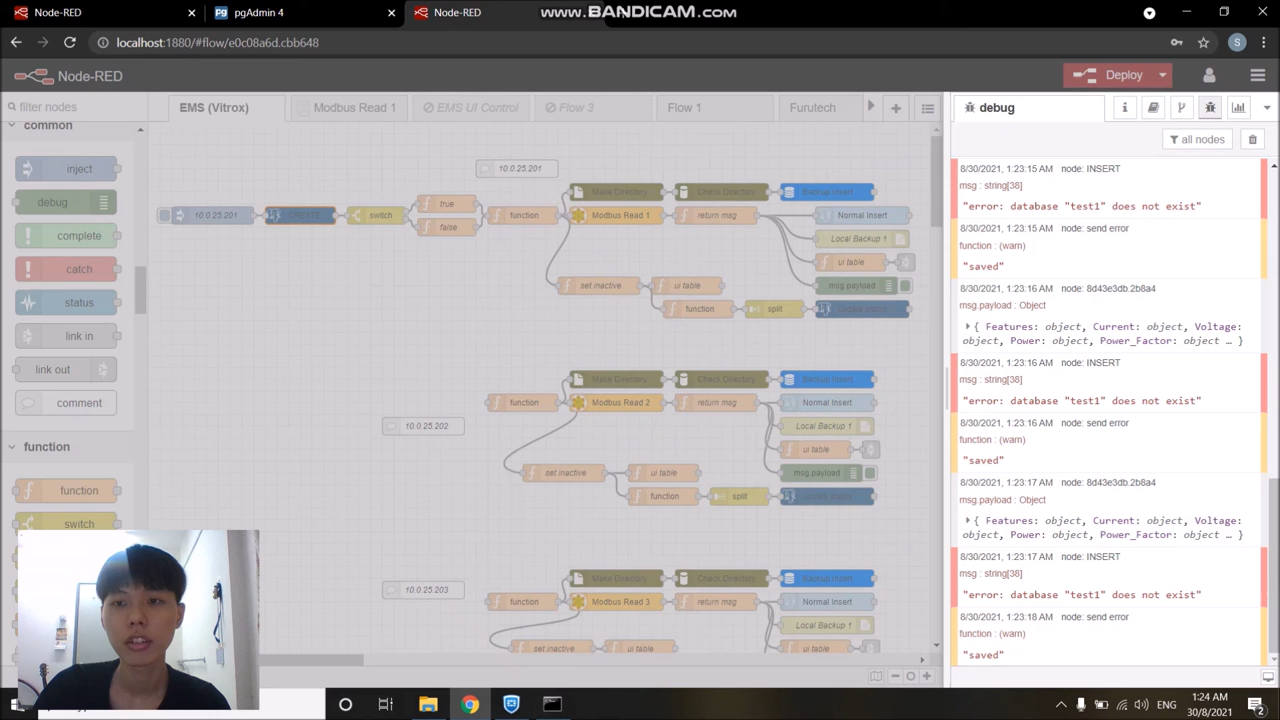 Node-RED
pgAdmin 4
Node-RED
www.BANDICAM.com
localhost:1880/#flow/e0c08a6d.cbb648
S
Node-RED
Deploy
filter nodes
EMS (Vitrox)
Modbus Read 1
EMS UI Control
Flow 3
Flow 1
Furutech
debug
all nodes
common
inject
debug
complete
catch
status
link in
link out
comment
function
function
switch
10.0.25.201
10.0.25.201
CREATE
switch
true
false
function
Make Directory
Check Directory
Backup insert
Modbus Read 1
return msg
Normal insert
Local Backup 1
ui table
msg payload
set inactive
ui table
function
split
10.0.25.202
function
Make Directory
Check Directory
Backup Insert
Modbus Read 2
return msg
Normal Insert
Local Backup 1
ui table
msg.payload
set inactive
ui table
function
split
10.0.25.203
function
Make Directory
Check Directory
Backup Insert
Modbus Read 3
return msg
Normal Insert
Local Backup 1
ui table
set inactive
ui table
8/30/2021, 1:23:15 AM node: INSERT
msg : string[38]
"error: database "test1" does not exist"
8/30/2021, 1:23:15 AM node: send error
function : (warn)
"saved"
8/30/2021, 1:23:16 AM node: 8d43e3db.2b8a4
msg.payload : Object
{ Features: object, Current: object, Voltage:
object, Power: object, Power_Factor: object … }
8/30/2021, 1:23:16 AM node: INSERT
msg : string[38]
"error: database "test1" does not exist"
8/30/2021, 1:23:16 AM node: send error
function : (warn)
"saved"
8/30/2021, 1:23:17 AM node: 8d43e3db.2b8a4
msg.payload : Object
{ Features: object, Current: object, Voltage:
object, Power: object, Power_Factor: object … }
8/30/2021, 1:23:17 AM node: INSERT
msg : string[38]
"error: database "test1" does not exist"
8/30/2021, 1:23:18 AM node: send error
function : (warn)
"saved"
ENG
1:24 AM
30/8/2021
2